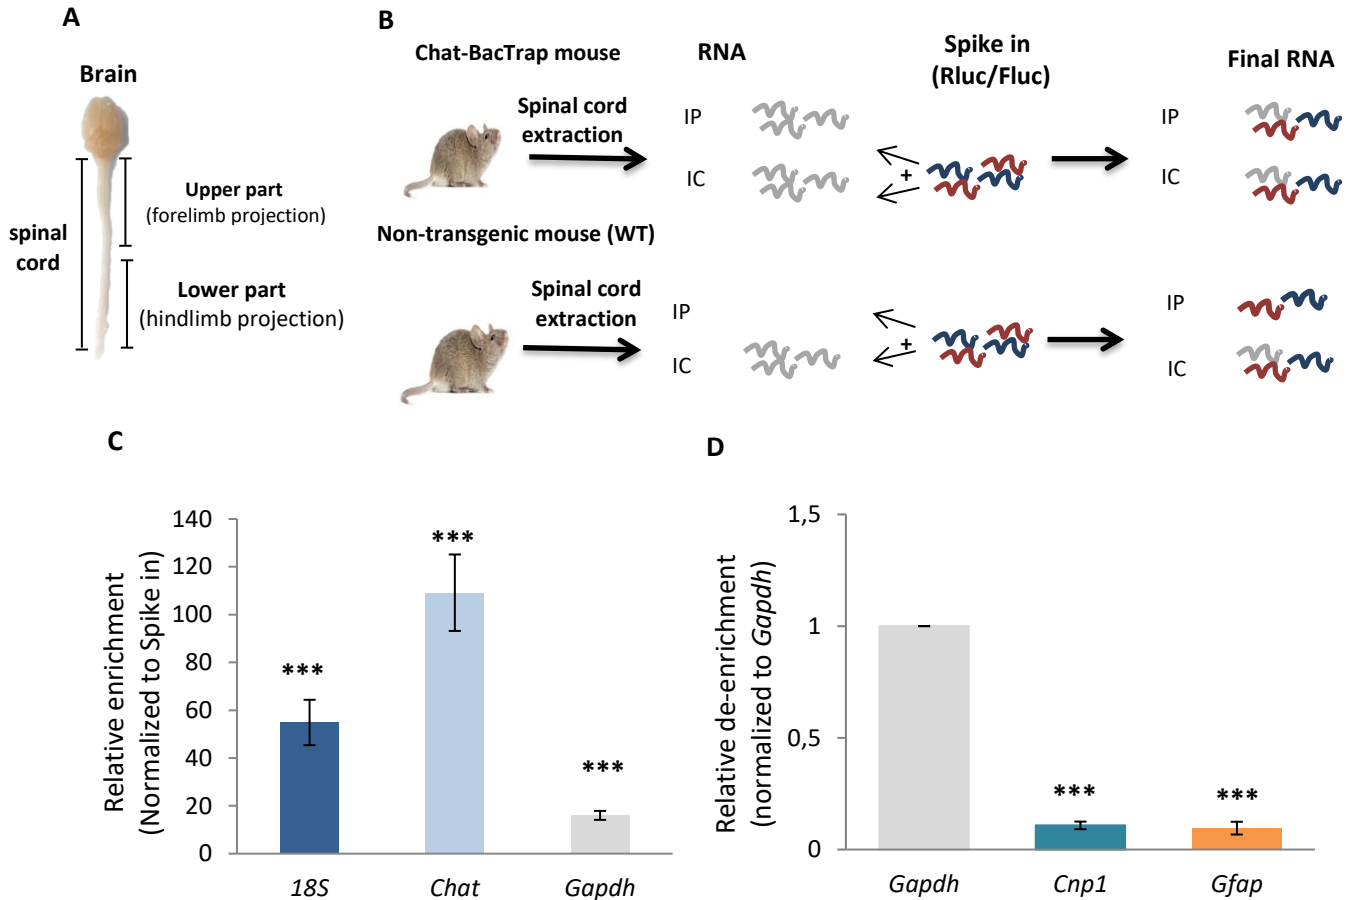 A
Brain
spinal
cord
Upper part
(forelimb projection)
Lower part
(hindlimb projection)
B
Chat-BacTrap mouse
RNA
Spike in
(Rluc/Fluc)
Final RNA
Spinal cord
extraction
IP
IC
+
IP
IC
Non-transgenic mouse (WT)
Spinal cord
extraction
IP
IC
+
IP
IC
C
Relative enrichment
(Normalized to Spike in)
140
120
100
80
60
40
20
0
***
***
***
18S
Chat
Gapdh
D
Relative de-enrichment
(normalized to Gapdh)
1,5
1
0,5
0
***
***
Gapdh
Cnp1
Gfap